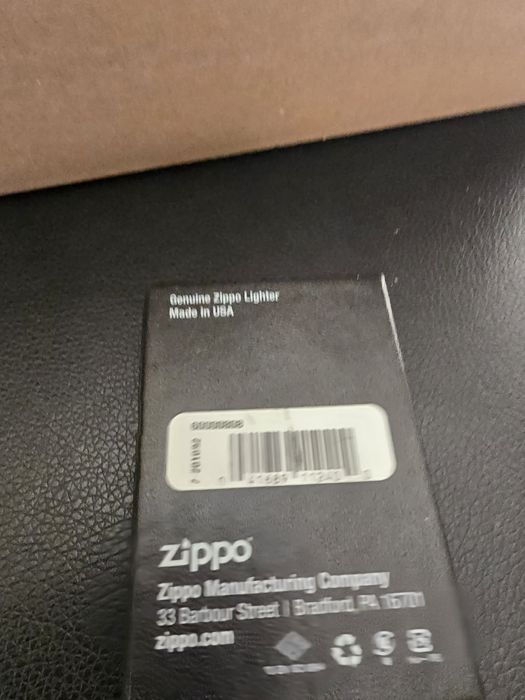 Genuine Zippo Lighter
Made in USA
zippo
Zippo Manufacturing Company
33 Barbour Street | Bradford, PA 16701
zippo.com